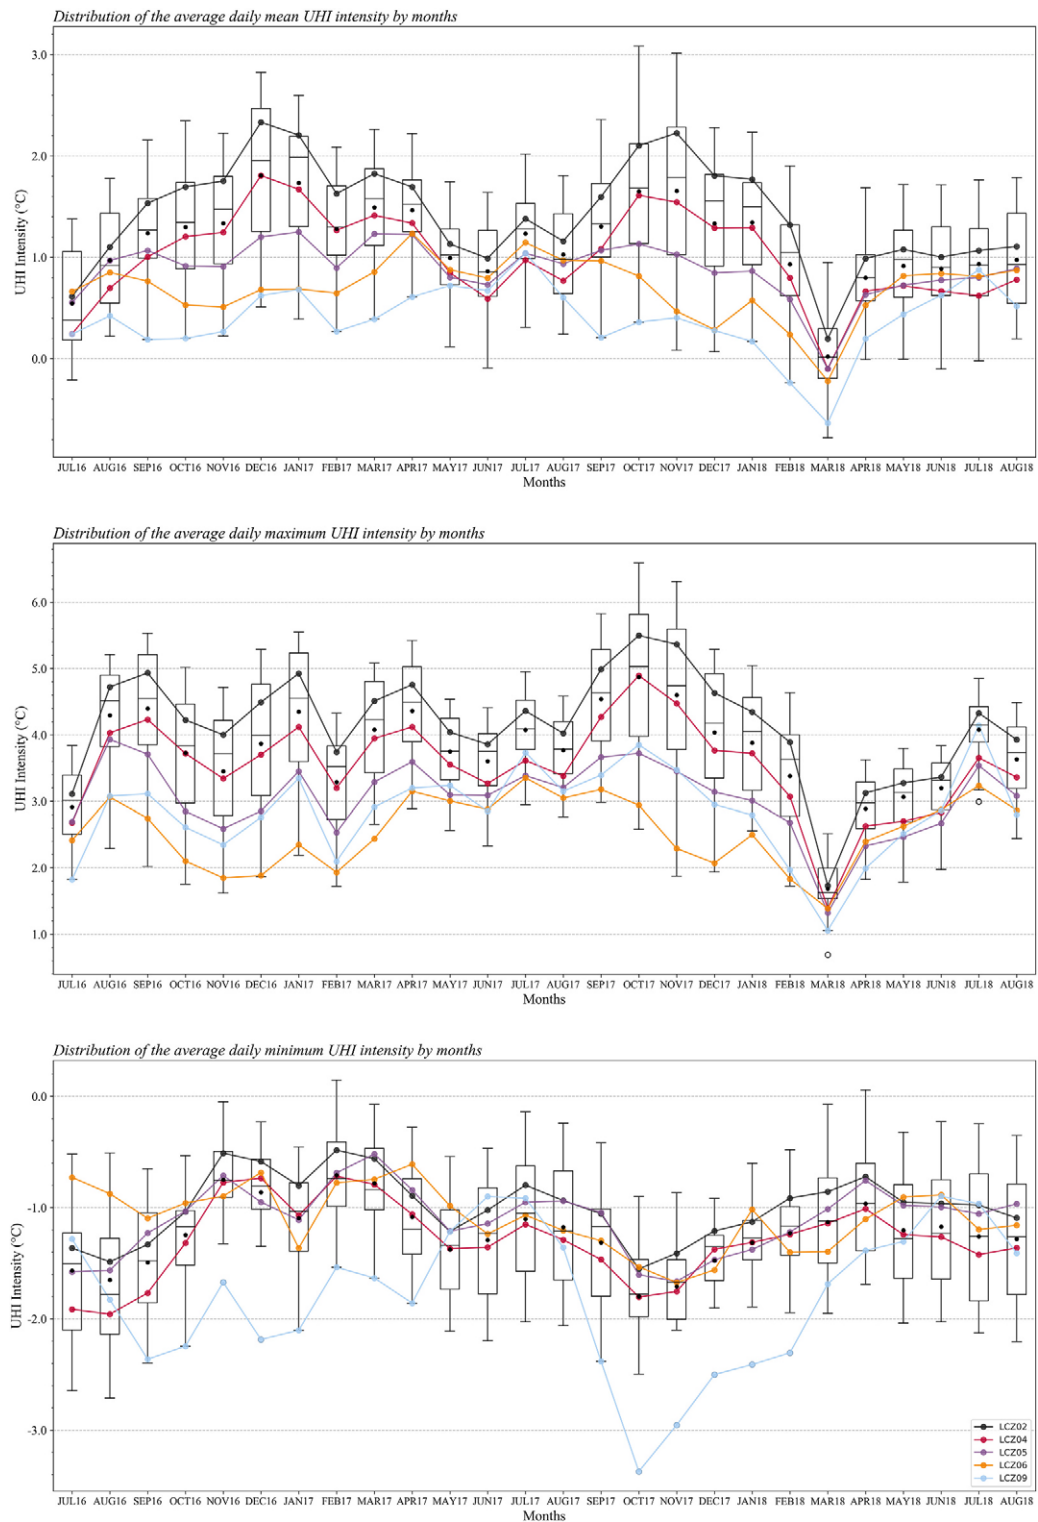 Distribution of the average daily mean UHI intensity by months
UHI Intensity (°C)
3.0
2.0
1.0
0.0
JUL16 AUG16 SEP16 OCT16 NOV16 DEC16 JAN17 FEB17 MAR17 APR17 MAY17 JUN17 JUL17 AUG17 SEP17 OCT17 NOV17 DEC17 JAN18 FEB18 MAR18 APR18 MAY18 JUN18 JUL18 AUG18
Months
Distribution of the average daily maximum UHI intensity by months
UHI Intensity (°C)
6.0
5.0
4.0
3.0
2.0
1.0
JUL16 AUG16 SEP16 OCT16 NOV16 DEC16 JAN17 FEB17 MAR17 APR17 MAY17 JUN17 JUL17 AUG17 SEP17 OCT17 NOV17 DEC17 JAN18 FEB18 MAR18 APR18 MAY18 JUN18 JUL18 AUG18
Months
Distribution of the average daily minimum UHI intensity by months
UHI Intensity (°C)
0.0
-1.0
-2.0
-3.0
LCZ02
LCZ04
LCZ05
LCZ06
LCZ09
JUL16 AUG16 SEP16 OCT16 NOV16 DEC16 JAN17 FEB17 MAR17 APR17 MAY17 JUN17 JUL17 AUG17 SEP17 OCT17 NOV17 DEC17 JAN18 FEB18 MAR18 APR18 MAY18 JUN18 JUL18 AUG18
Months